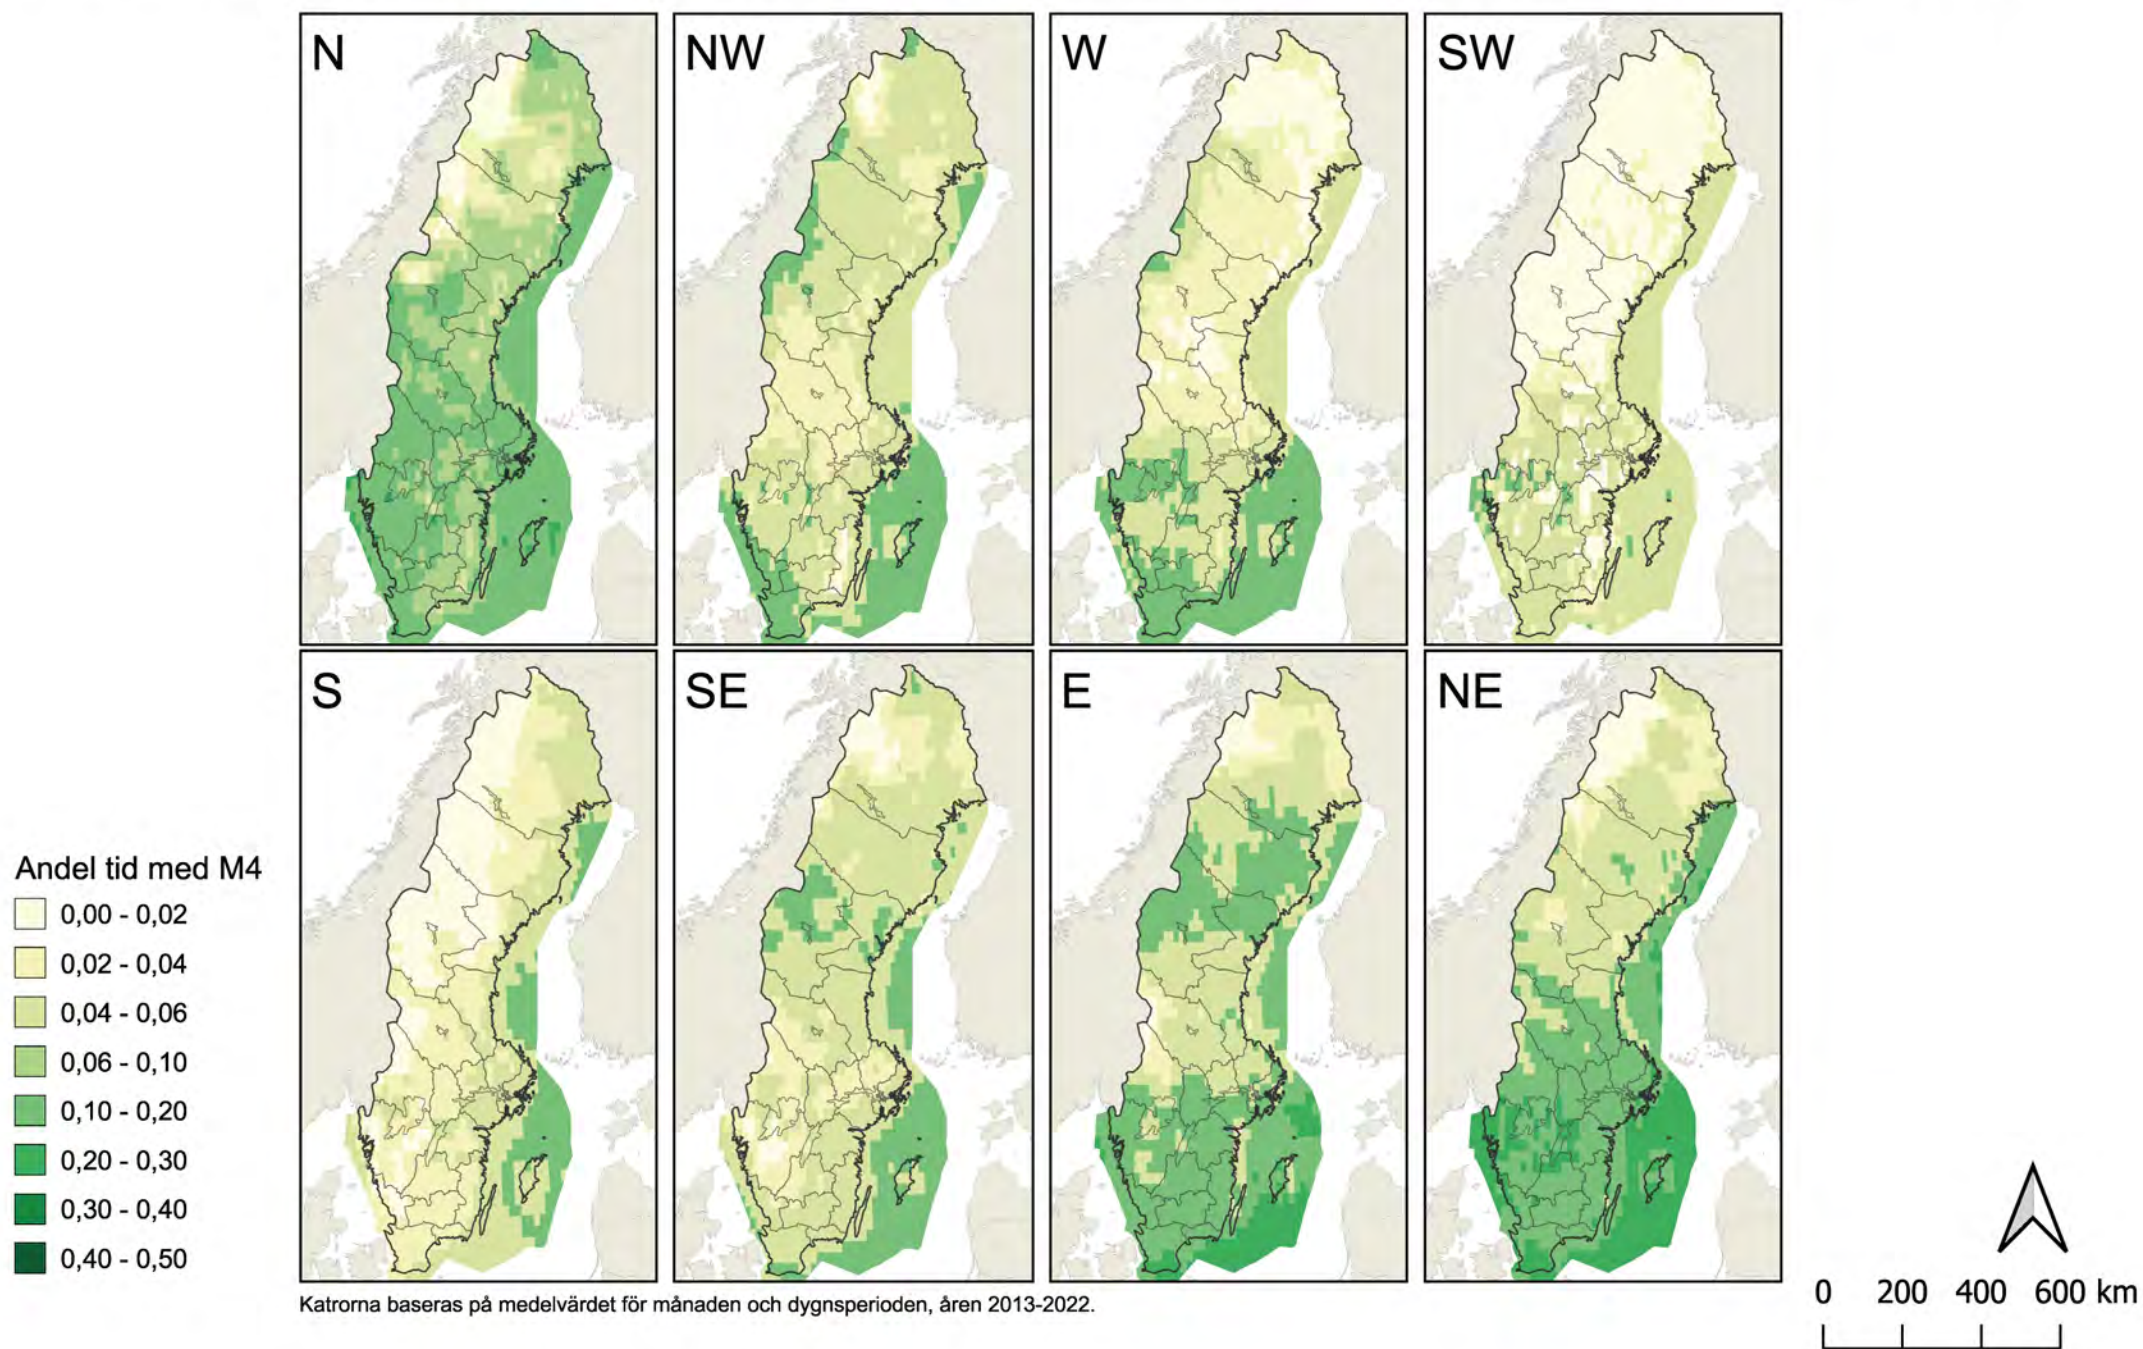 N
NW
W
SW
S
SE
E
NE
Andel tid med M4
0,00 - 0,02
0,02 - 0,04
0,04 - 0,06
0,06 - 0,10
0,10 - 0,20
0,20 - 0,30
0,30 - 0,40
0,40 - 0,50
Katrorna baseras på medelvärdet för månaden och dygnsperioden, åren 2013-2022.
0 200 400 600 km